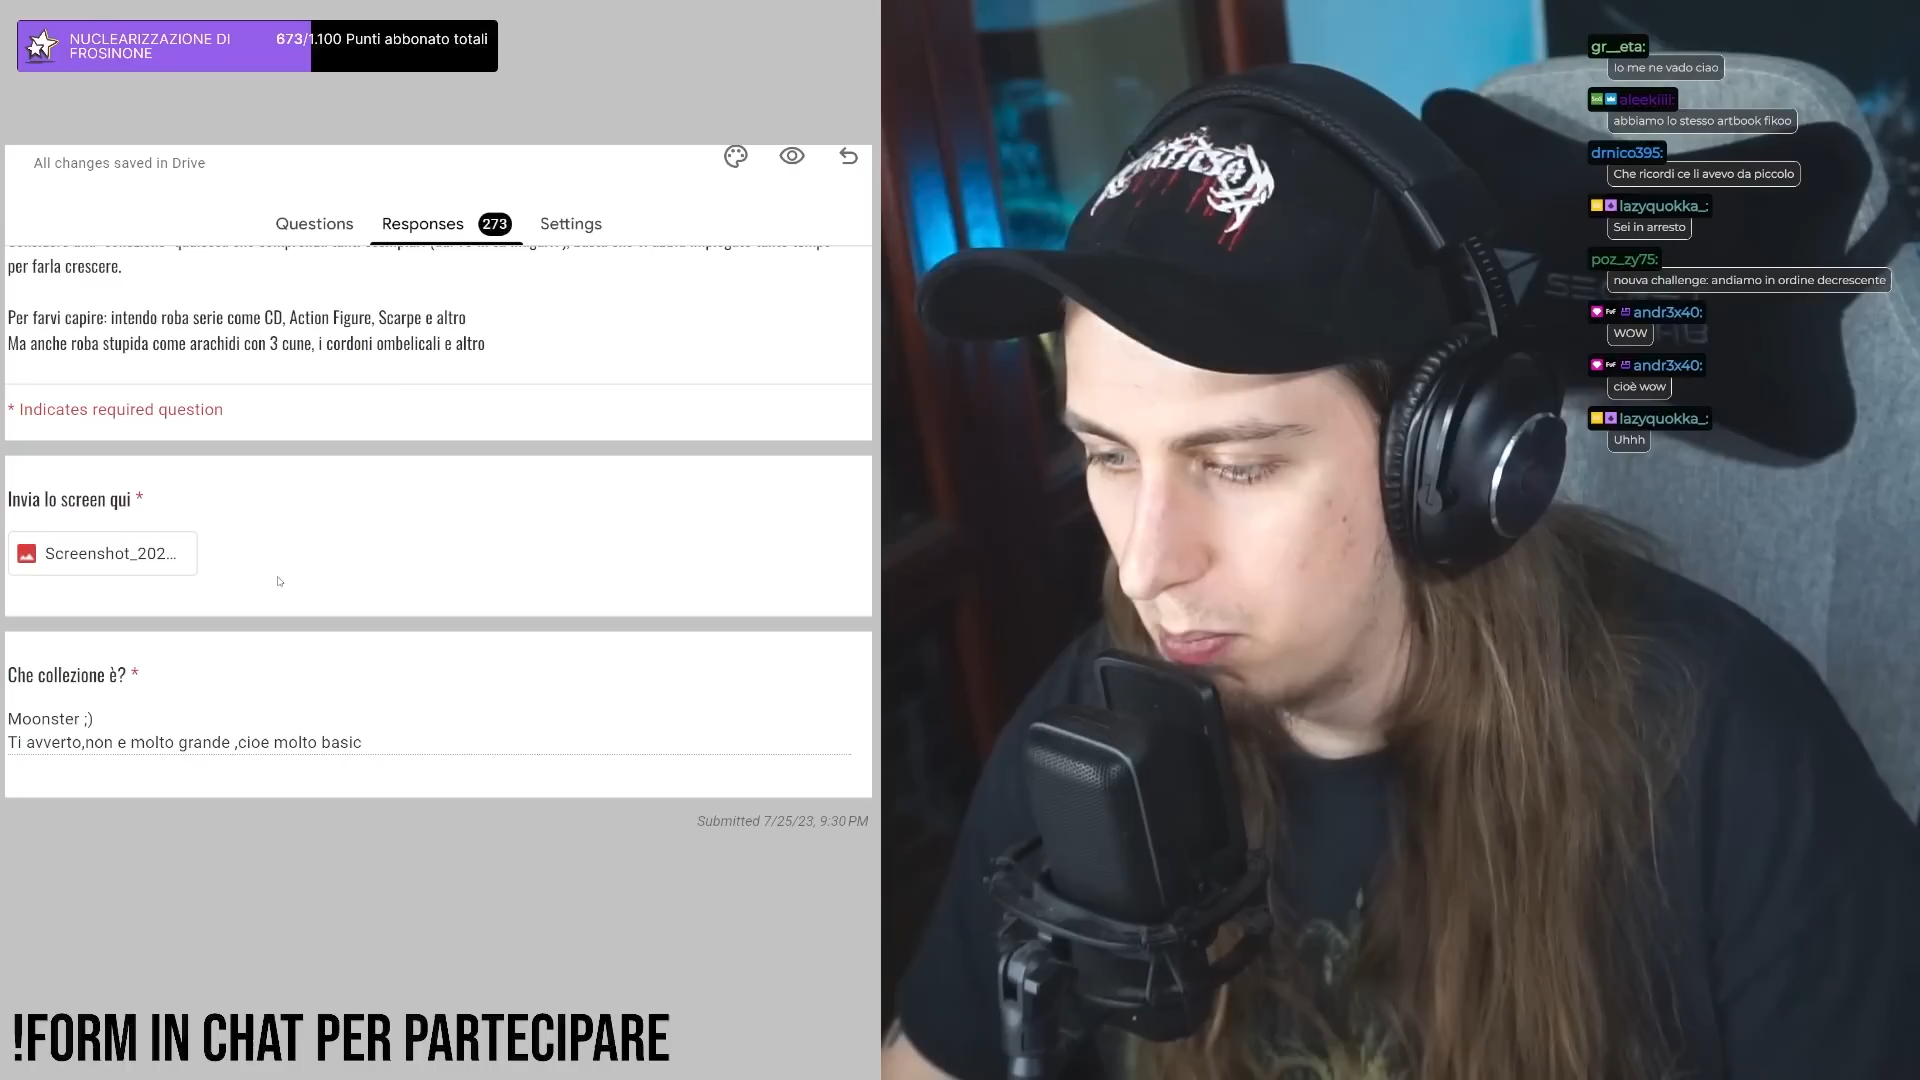 NUCLEARIZZAZIONE DI
FROSINONE
673/1.100 Punti abbonato totali
All changes saved in Drive
Questions
Responses
273
Settings
per farla crescere.
Per farvi capire: intendo roba serie come CD, Action Figure, Scarpe e altro
Ma anche roba stupida come arachidi con 3 cune, i cordoni ombelicali e altro
* Indicates required question
Invia lo screen qui *
Screenshot_202...
Che collezione è? *
Moonster ;)
Ti avverto,non e molto grande ,cioe molto basic
Submitted 7/25/23, 9:30 PM
!FORM IN CHAT PER PARTECIPARE
gr__eta:
Io me ne vado ciao
aleekiiii:
abbiamo lo stesso artbook fikoo
drnico395:
Che ricordi ce li avevo da piccolo
lazyquokka_:
Sei in arresto
poz_zy75:
nouva challenge: andiamo in ordine decrescente
andr3x40:
WOW
andr3x40:
cioè wow
lazyquokka_:
Uhhh